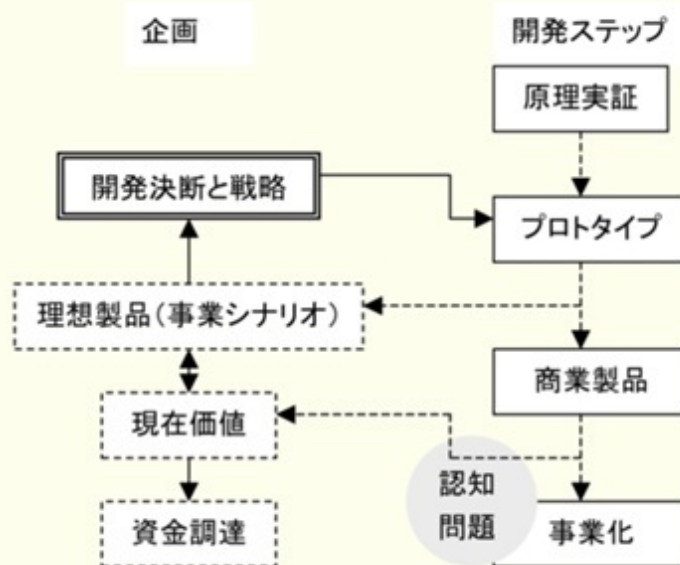 企画
開発ステップ
原理実証
開発決断と戦略
プロトタイプ
理想製品(事業シナリオ)
商業製品
現在価値
認知
問題
資金調達
事業化